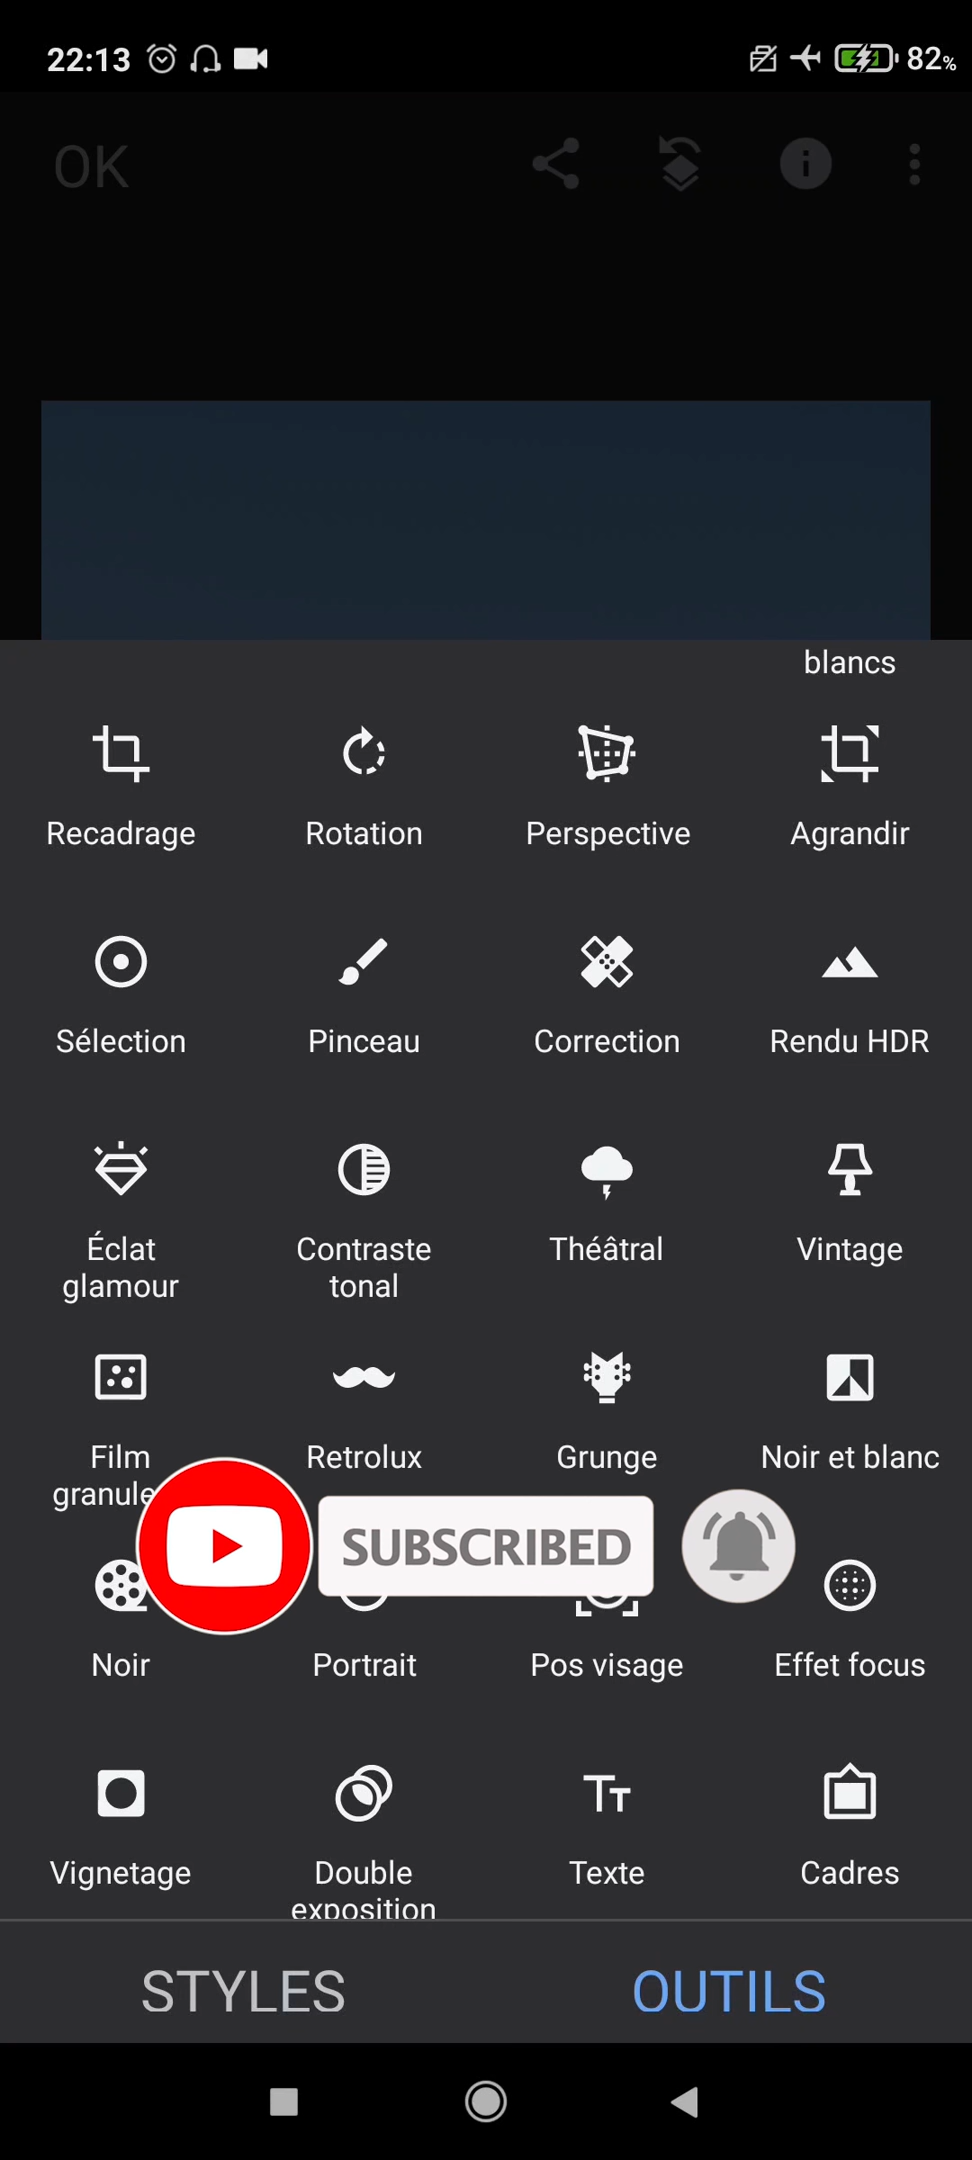 22:13 82%
OK
blancs
Recadrage Rotation Perspective Agrandir
Sélection Pinceau Correction Rendu HDR
Éclat glamour Contraste tonal Théâtral Vintage
Film Retrolux Grunge Noir et blanc
SUBSCRIBED
Noir Portrait Pos visage Effet focus
Vignetage Double exposition Texte Cadres
STYLES OUTILS